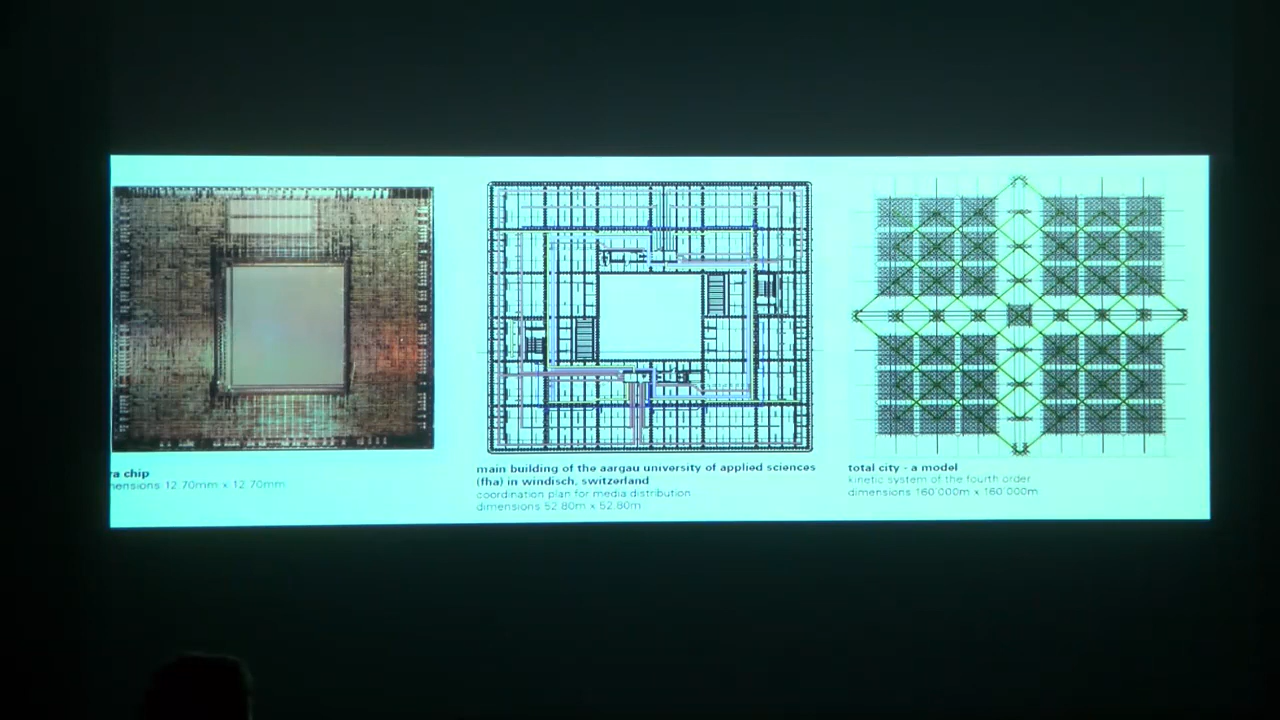 ra chip
mensions 12.70mm x 12.70mm
main building of the aargau university of applied sciences
(fha) in windisch, switzerland
coordination plan for media distribution
dimensions 52.80m x 52.80m
total city - a model
kinetic system of the fourth order
dimensions 160'000m x 160'000m